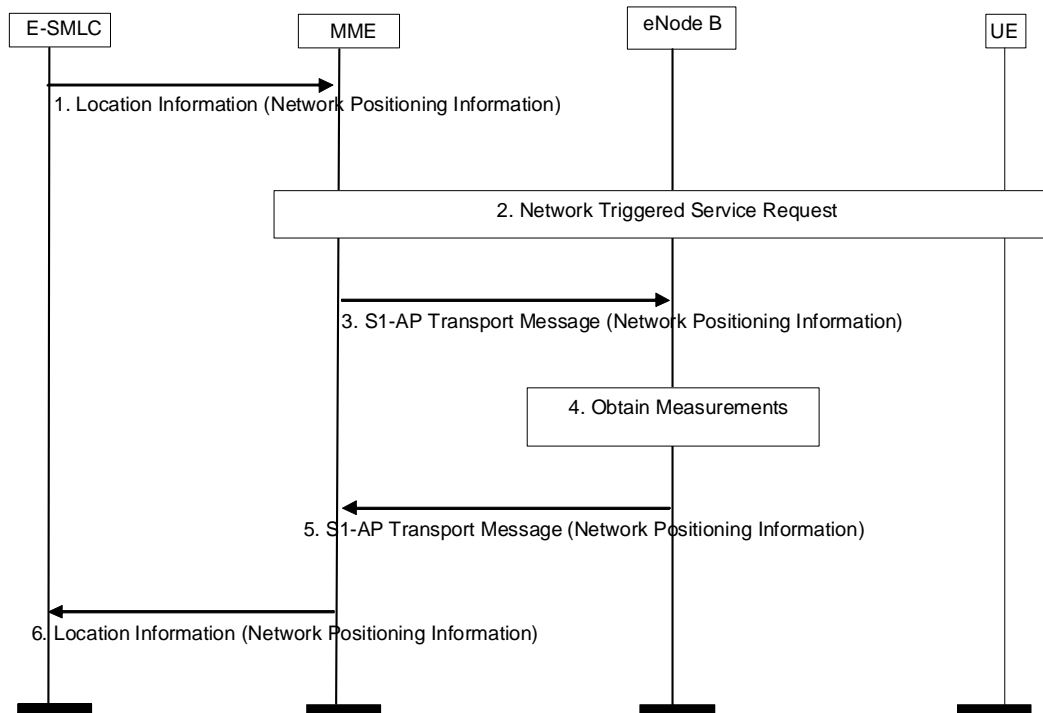 E-SMLC
MME
eNode B
UE
1. Location Information (Network Positioning Information)
2. Network Triggered Service Request
3. S1-AP Transport Message (Network Positioning Information)
4. Obtain Measurements
5. S1-AP Transport Message (Network Positioning Information)
6. Location Information (Network Positioning Information)